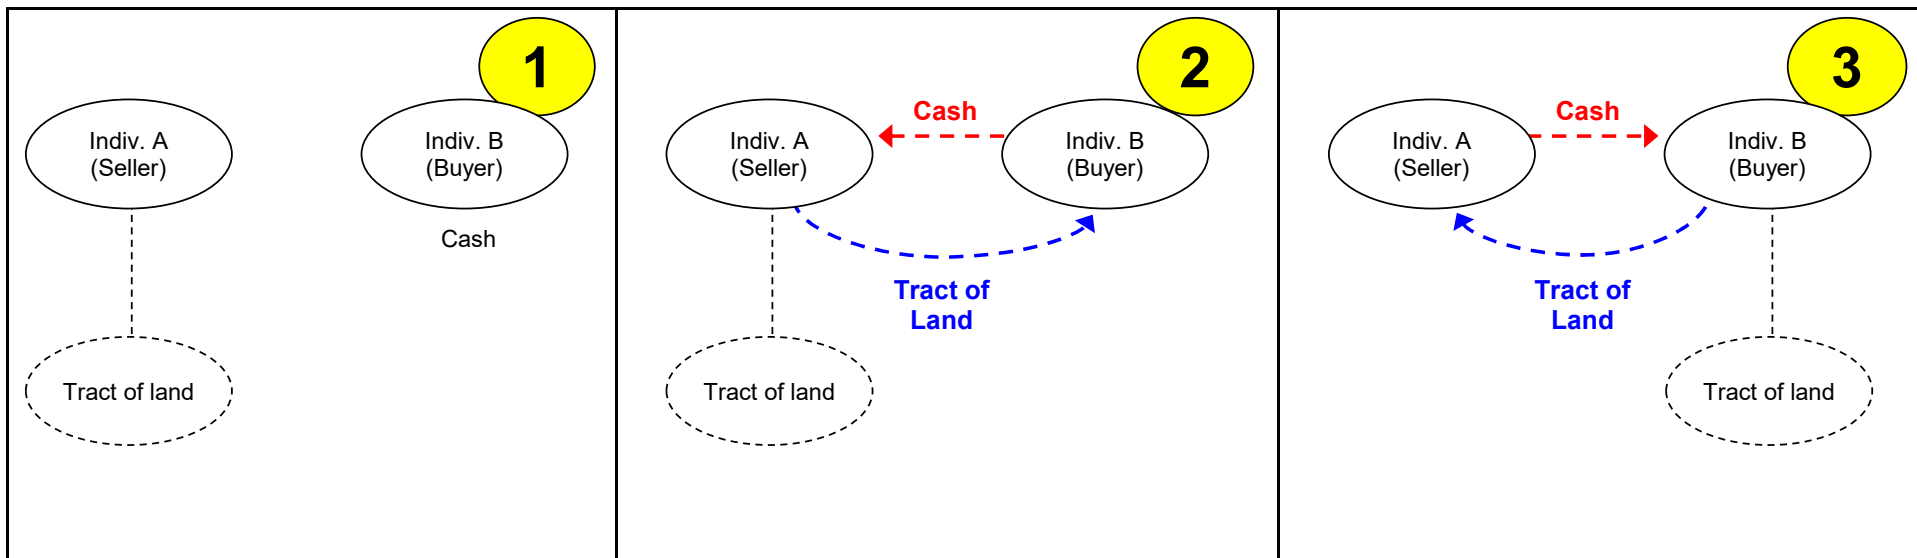 1
Indiv. A
(Seller)
Indiv. B
(Buyer)
Cash
Tract of land
2
Cash
Indiv. A
(Seller)
Indiv. B
(Buyer)
Tract of
Land
Tract of land
3
Cash
Indiv. A
(Seller)
Indiv. B
(Buyer)
Tract of
Land
Tract of land